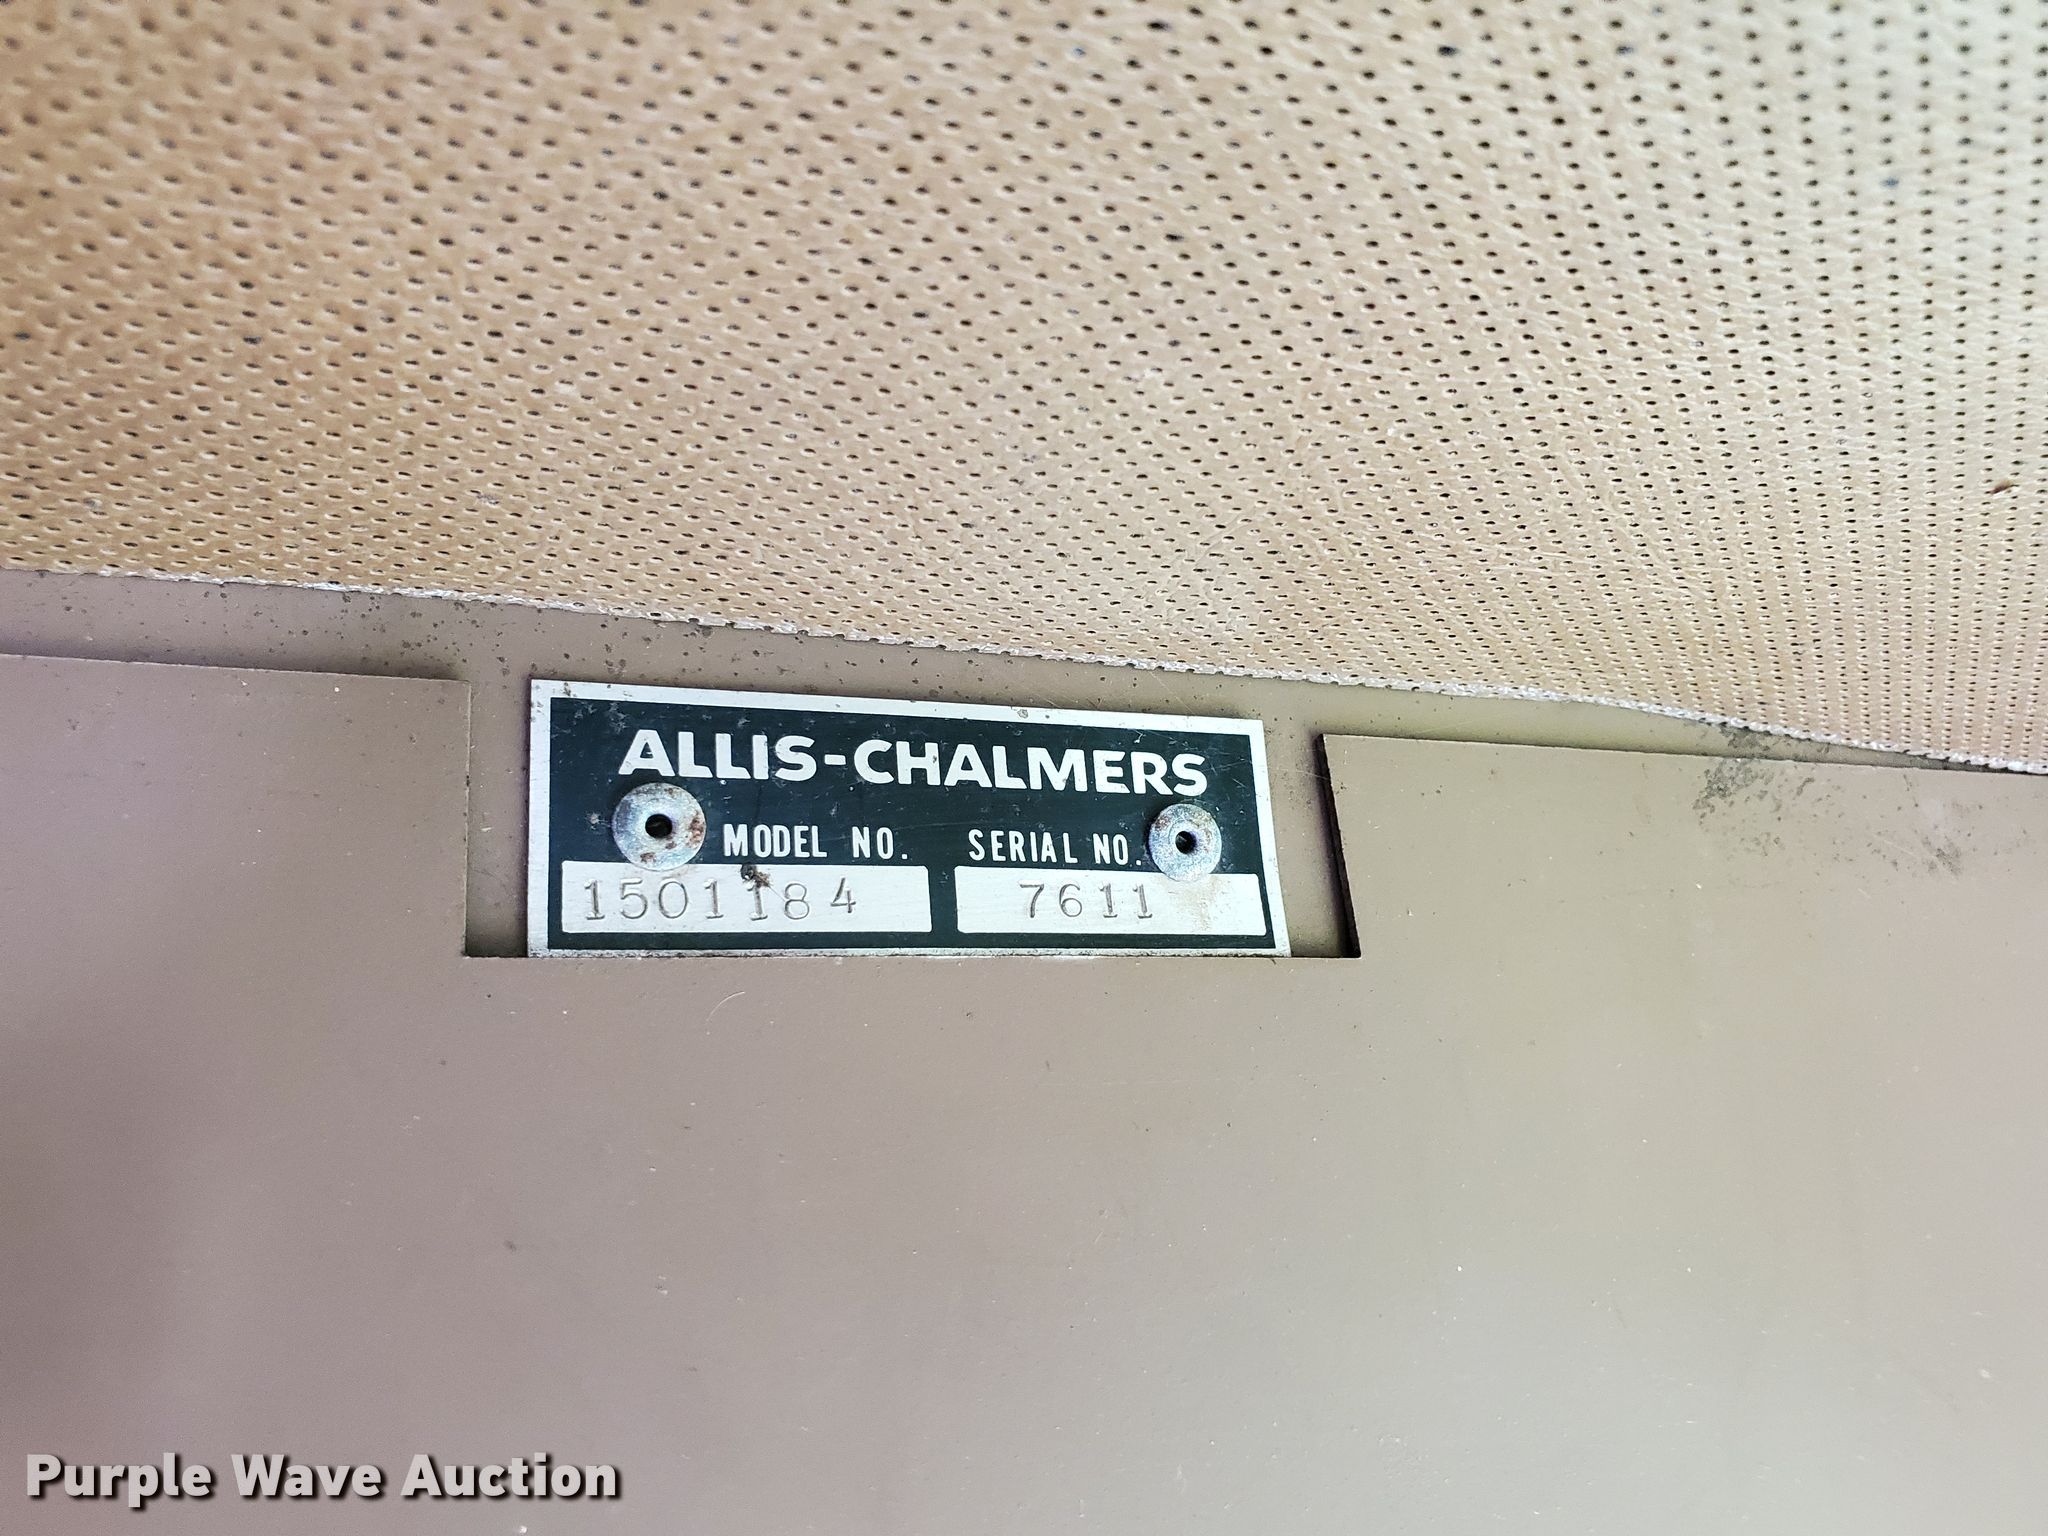 ALLIS-CHALMERS
MODEL NO. SERIAL NO.
1501184 7611
Purple Wave Auction